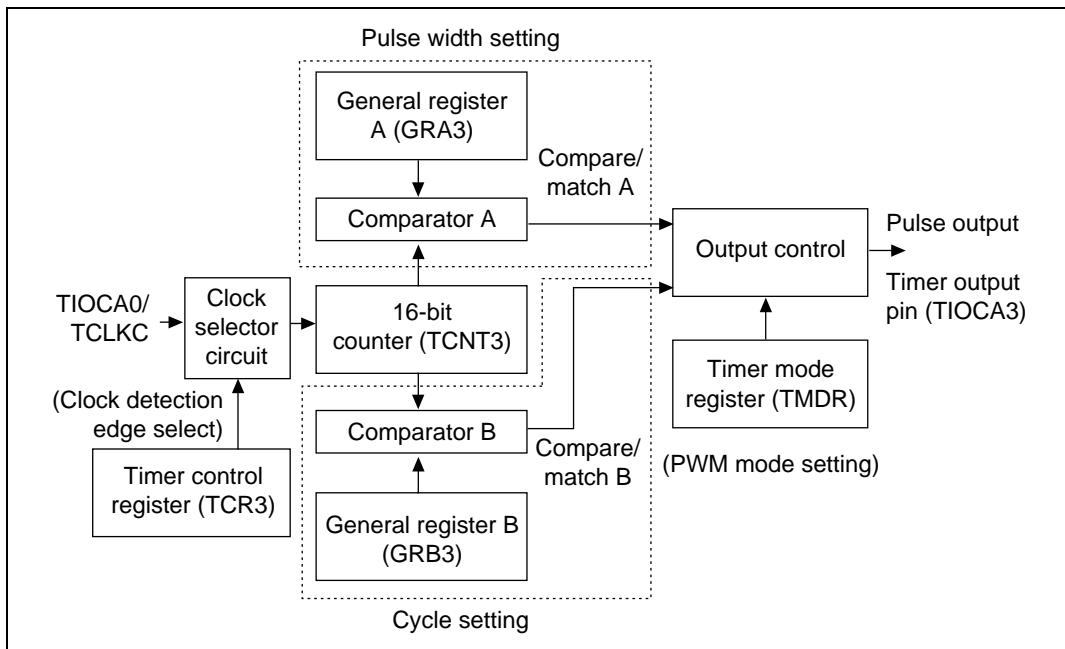 Pulse width setting
General register
A (GRA3)
Compare/
match A
Comparator A
Output control
Pulse output
Timer output
pin (TIOCA3)
TIOCA0/
TCLKC
Clock
selector
circuit
16-bit
counter (TCNT3)
Timer mode
register (TMDR)
(Clock detection
edge select)
Comparator B
Compare/
match B
(PWM mode setting)
Timer control
register (TCR3)
General register B
(GRB3)
Cycle setting